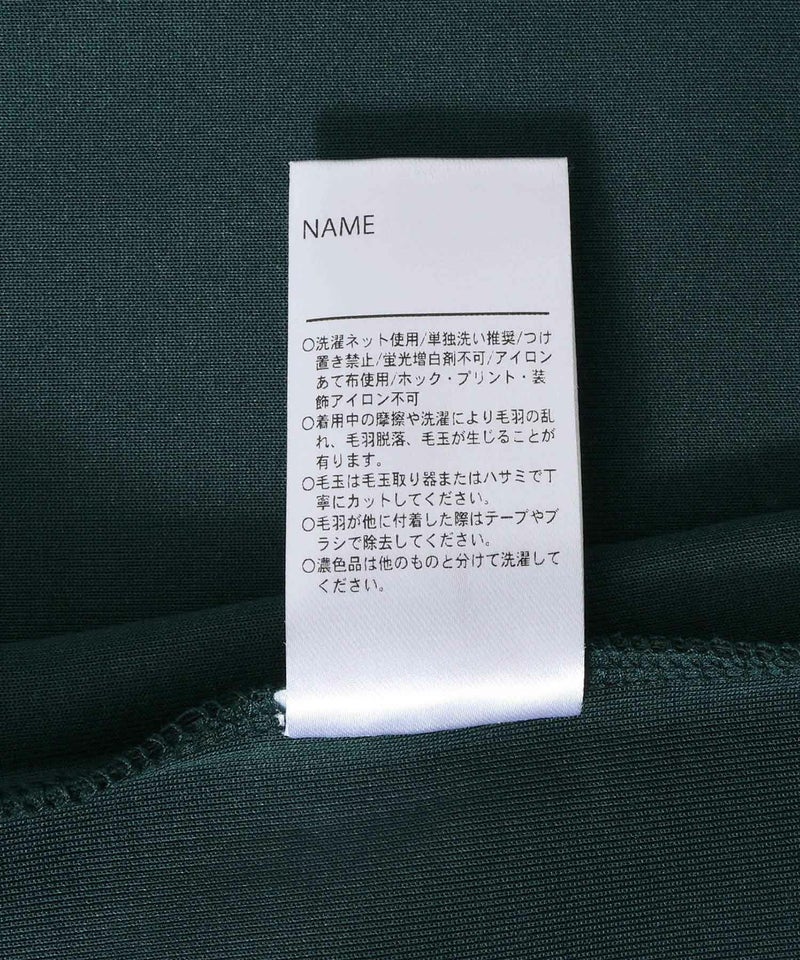 NAME
○洗濯ネット使用/単独洗い推奨/つけ
置き禁止/蛍光増白剤不可/アイロン
あて布使用/ホック・プリント・装
飾アイロン不可
○着用中の摩擦や洗濯により毛羽の乱
れ、毛羽脱落、毛玉が生じることが
有ります。
○毛玉は毛玉取り器またはハサミで丁
寧にカットしてください。
○毛羽が他に付着した際はテープやブ
ラシで除去してください。
○濃色品は他のものと分けて洗濯して
ください。